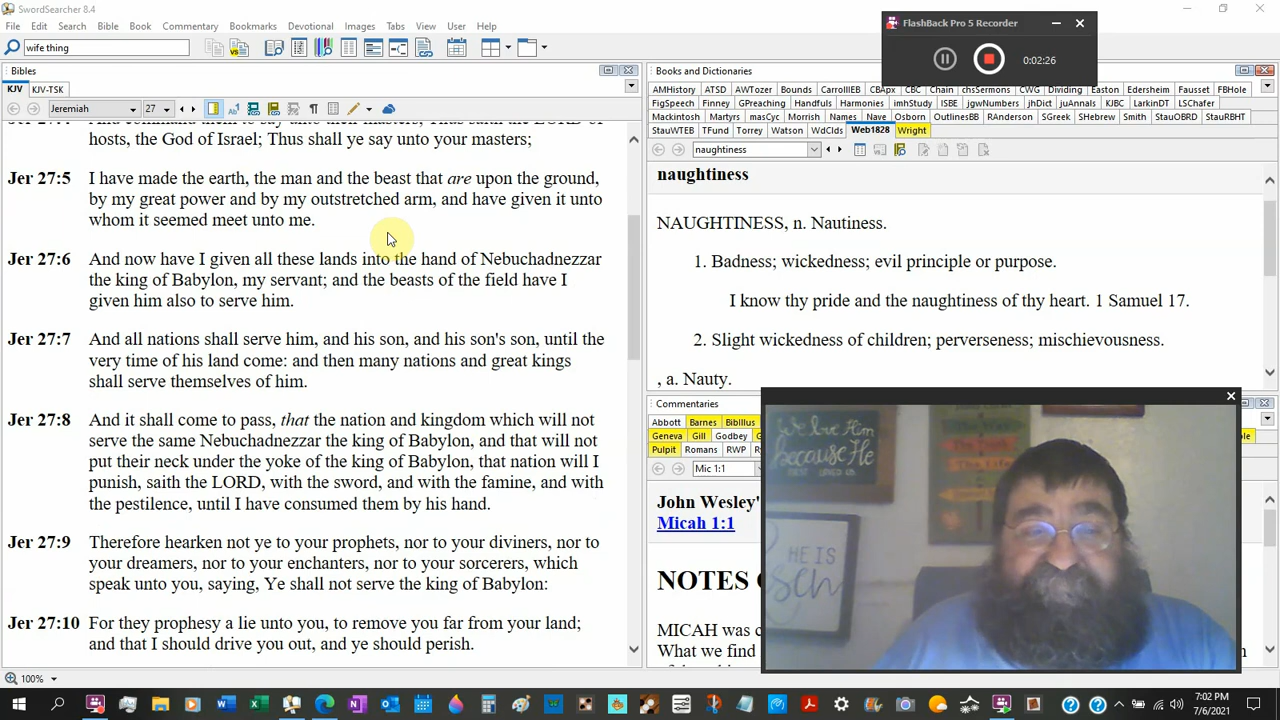 SwordSearcher 8.4
File Edit Search Bible Book Commentary Bookmarks Devotional Images Tabs View User Help
wife thing
FlashBack Pro 5 Recorder
0:02:26
Bibles
KJV KJV-TSK
Jeremiah 27
hosts, the God of Israel; Thus shall ye say unto your masters;
Jer 27:5 I have made the earth, the man and the beast that are upon the ground,
by my great power and by my outstretched arm, and have given it unto
whom it seemed meet unto me.
Jer 27:6 And now have I given all these lands into the hand of Nebuchadnezzar
the king of Babylon, my servant; and the beasts of the field have I
given him also to serve him.
Jer 27:7 And all nations shall serve him, and his son, and his son's son, until the
very time of his land come: and then many nations and great kings
shall serve themselves of him.
Jer 27:8 And it shall come to pass, that the nation and kingdom which will not
serve the same Nebuchadnezzar the king of Babylon, and that will not
put their neck under the yoke of the king of Babylon, that nation will I
punish, saith the LORD, with the sword, and with the famine, and with
the pestilence, until I have consumed them by his hand.
Jer 27:9 Therefore hearken not ye to your prophets, nor to your diviners, nor to
your dreamers, nor to your enchanters, nor to your sorcerers, which
speak unto you, saying, Ye shall not serve the king of Babylon:
Jer 27:10 For they prophesy a lie unto you, to remove you far from your land;
and that I should drive you out, and ye should perish.
100%
Books and Dictionaries
AMHistory ATSD AWTozer Bounds CarrollIEB CBApx CBC Chain chsSermons CWG Dividing Easton Edersheim Fausset FBHole
FigSpeech Finney GPreaching Handfuls Harmonies imhStudy ISBE jgwNumbers jhDict juAnnals KJBC LarkinDT LSChafer
Mackintosh Martyrs masCyc Morrish Names Nave Osborn OutlinesBB RAnderson SGreek SHebrew Smith StauOBRD StauRBHT
StauWTEB TFund Torrey Watson WdClds Web1828 Wright
naughtiness
naughtiness
NAUGHTINESS, n. Nautiness.
1. Badness; wickedness; evil principle or purpose.
I know thy pride and the naughtiness of thy heart. 1 Samuel 17.
2. Slight wickedness of children; perverseness; mischievousness.
, a. Nauty.
Commentaries
Abbott Barnes BibIllus
Geneva Gill Godbey
Pulpit Romans RWP
Mic 1:1
John Wesley'
Micah 1:1
NOTES
MICAH was
What we find
We love Him
because He
FIRST LOVED US
HE IS
7:02 PM
7/6/2021